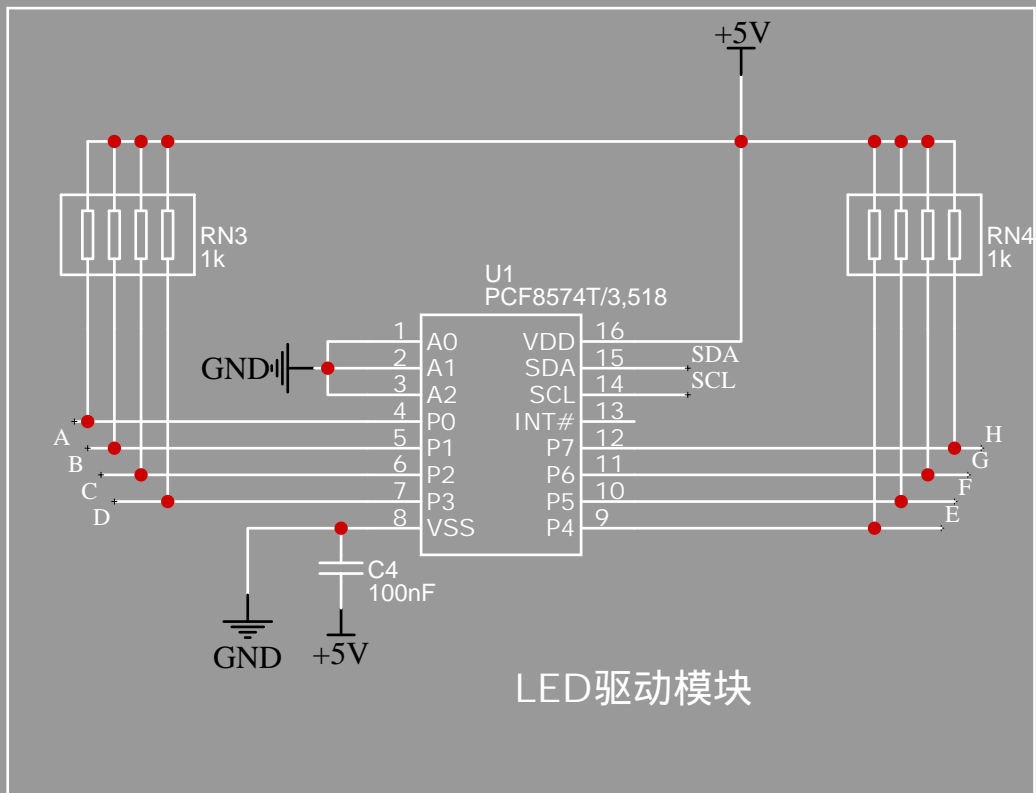 +5V
RN3
1k
RN4
1k
U1
PCF8574T/3,518
1 A0 VDD 16
GND 2 A1 SDA 15 SDA
3 A2 SCL 14 SCL
4 P0 INT# 13
A
5 P1 P7 12 H
B
6 P2 P6 11 G
C
7 P3 P5 10 F
D
8 VSS P4 9 E
C4
100nF
GND
+5V
LED驱动模块